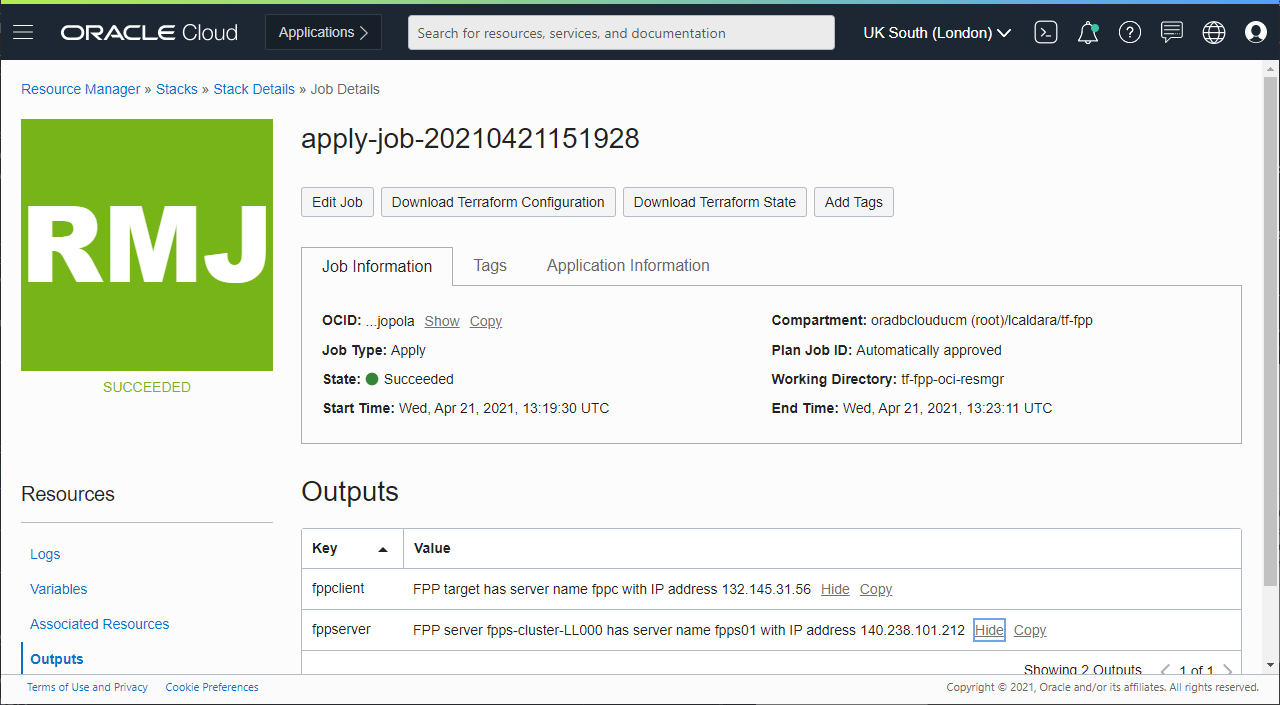 ORACLE Cloud
Applications
Search for resources, services, and documentation
UK South (London)
Resource Manager » Stacks » Stack Details » Job Details
RMJ
SUCCEEDED
apply-job-20210421151928
Edit Job
Download Terraform Configuration
Download Terraform State
Add Tags
Job Information
Tags
Application Information
OCID: ...jopola Show Copy
Job Type: Apply
State: Succeeded
Start Time: Wed, Apr 21, 2021, 13:19:30 UTC
Compartment: oradbclouducm (root)/lcaldara/tf-fpp
Plan Job ID: Automatically approved
Working Directory: tf-fpp-oci-resmgr
End Time: Wed, Apr 21, 2021, 13:23:11 UTC
Resources
Logs
Variables
Associated Resources
Outputs
Outputs
Key Value
fppclient FPP target has server name fppc with IP address 132.145.31.56 Hide Copy
fppserver FPP server fpps-cluster-LL000 has server name fpps01 with IP address 140.238.101.212 Hide Copy
Showing 2 Outputs 1 of 1
Terms of Use and Privacy Cookie Preferences
Copyright © 2021, Oracle and/or its affiliates. All rights reserved.